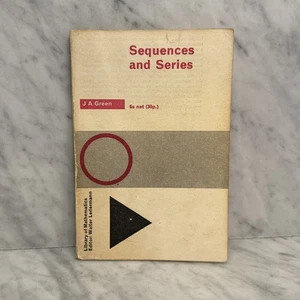 Sequences
and Series
J A Green
6s net (30p.)
Library of Mathematics
Editor: Walter Ledermann